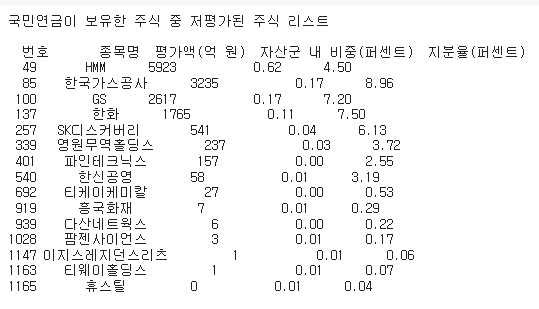 국민연금이 보유한 주식 중 저평가된 주식 리스트
번호 종목명 평가액(억 원) 자산군 내 비중(퍼센트) 지분율(퍼센트)
49 HMM 5923 0.62 4.50
85 한국가스공사 3235 0.17 8.96
100 GS 2617 0.17 7.20
137 한화 1765 0.11 7.50
257 SK디스커버리 541 0.04 6.13
339 영원무역홀딩스 237 0.03 3.72
401 파인테크닉스 157 0.00 2.55
540 한신공영 58 0.01 3.19
692 티케이케미칼 27 0.00 0.53
919 흥국화재 7 0.01 0.29
939 다산네트웍스 6 0.00 0.22
1028 팜젠사이언스 3 0.01 0.17
1147 이지스레지던스리츠 1 0.01 0.06
1163 티웨이홀딩스 1 0.01 0.07
1165 휴스틸 0 0.01 0.04